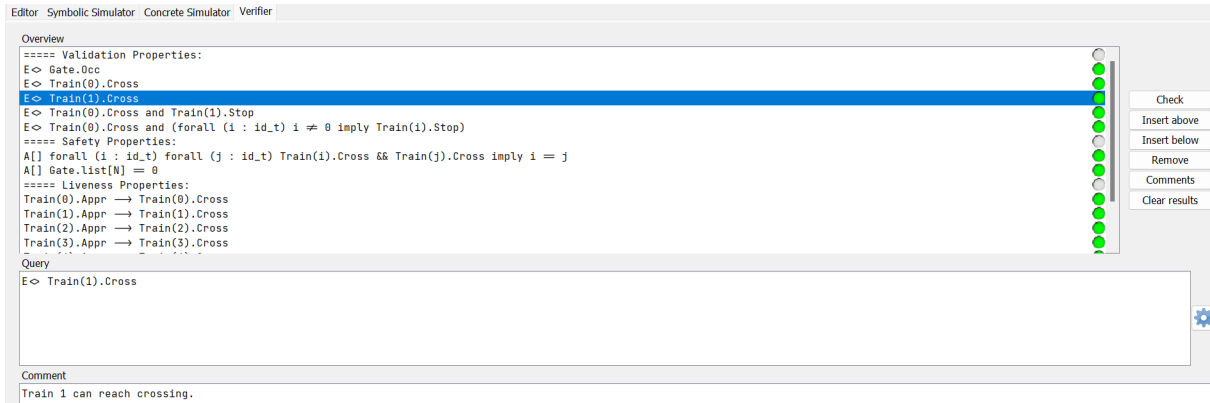 Editor Symbolic Simulator Concrete Simulator Verifier
Overview
===== Validation Properties:
E<> Gate.Occ
E<> Train(0).Cross
E<> Train(1).Cross
E<> Train(0).Cross and Train(1).Stop
E<> Train(0).Cross and (forall (i : id_t) i ≠ 0 imply Train(i).Stop)
===== Safety Properties:
A[] forall (i : id_t) forall (j : id_t) Train(i).Cross && Train(j).Cross imply i == j
A[] Gate.list[N] == 0
===== Liveness Properties:
Train(0).Appr ⟶ Train(0).Cross
Train(1).Appr ⟶ Train(1).Cross
Train(2).Appr ⟶ Train(2).Cross
Train(3).Appr ⟶ Train(3).Cross
Check
Insert above
Insert below
Remove
Comments
Clear results
Query
E<> Train(1).Cross
Comment
Train 1 can reach crossing.